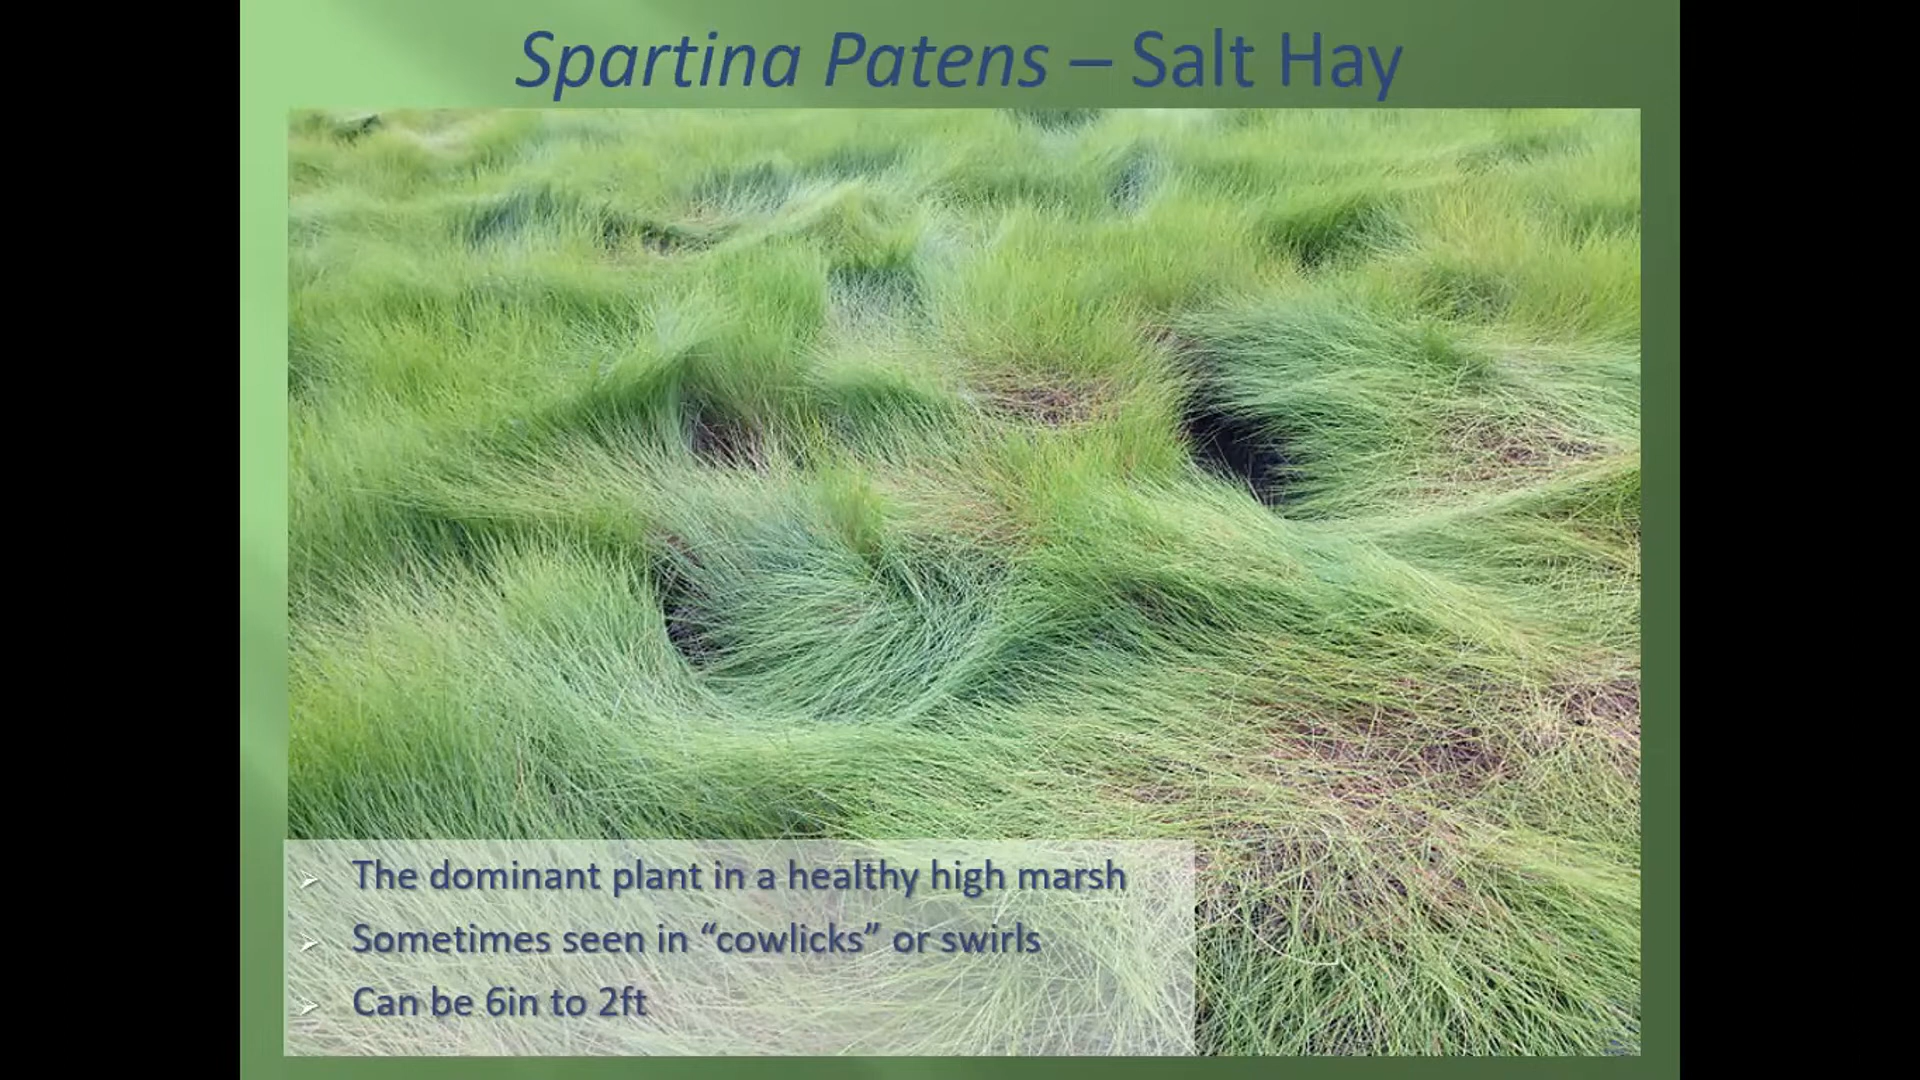 Spartina Patens – Salt Hay
The dominant plant in a healthy high marsh
Sometimes seen in “cowlicks” or swirls
Can be 6in to 2ft